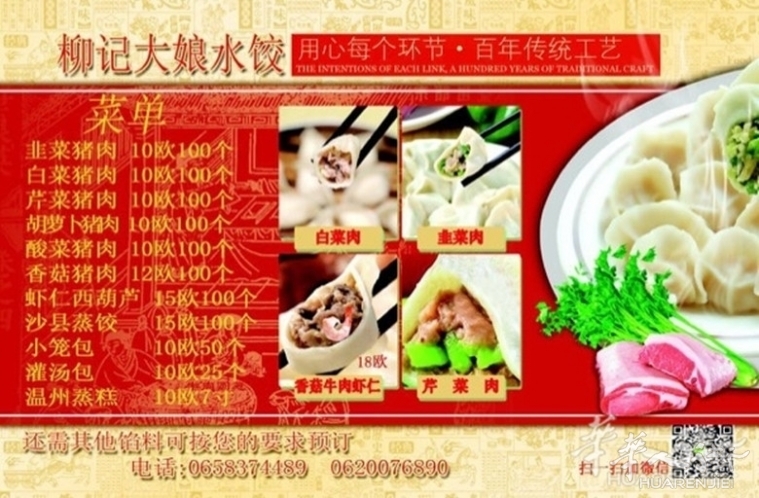 柳记大娘水饺
用心每个环节·百年传统工艺
THE INTENTIONS OF EACH LINK, A HUNDRED YEARS OF TRADITIONAL CRAFT
菜单
韭菜猪肉 10欧100个
白菜猪肉 10欧100个
芹菜猪肉 10欧100个
胡萝卜猪肉 10欧100个
酸菜猪肉 10欧100个
香菇猪肉 12欧100个
虾仁西葫芦 15欧100个
沙县蒸饺 15欧100个
小笼包 10欧50个
灌汤包 10欧25个
温州蒸糕 10欧7寸
白菜肉
韭菜肉
18欧
香菇牛肉虾仁
芹菜肉
还需其他馅料可按您的要求预订
电话:0658374489 0620076890
扫一扫加微信
HUARENJIEI